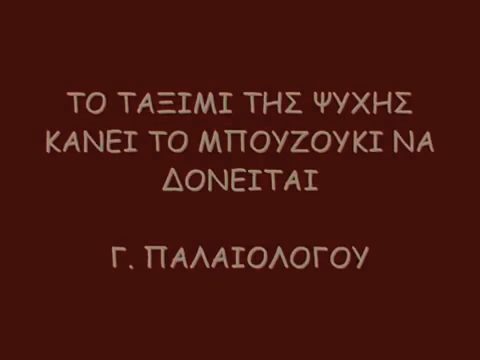 ΤΟ ΤΑΞΙΜΙ ΤΗΣ ΨΥΧΗΣ
ΚΑΝΕΙ ΤΟ ΜΠΟΥΖΟΥΚΙ ΝΑ
ΔΟΝΕΙΤΑΙ
Γ. ΠΑΛΑΙΟΛΟΓΟΥ